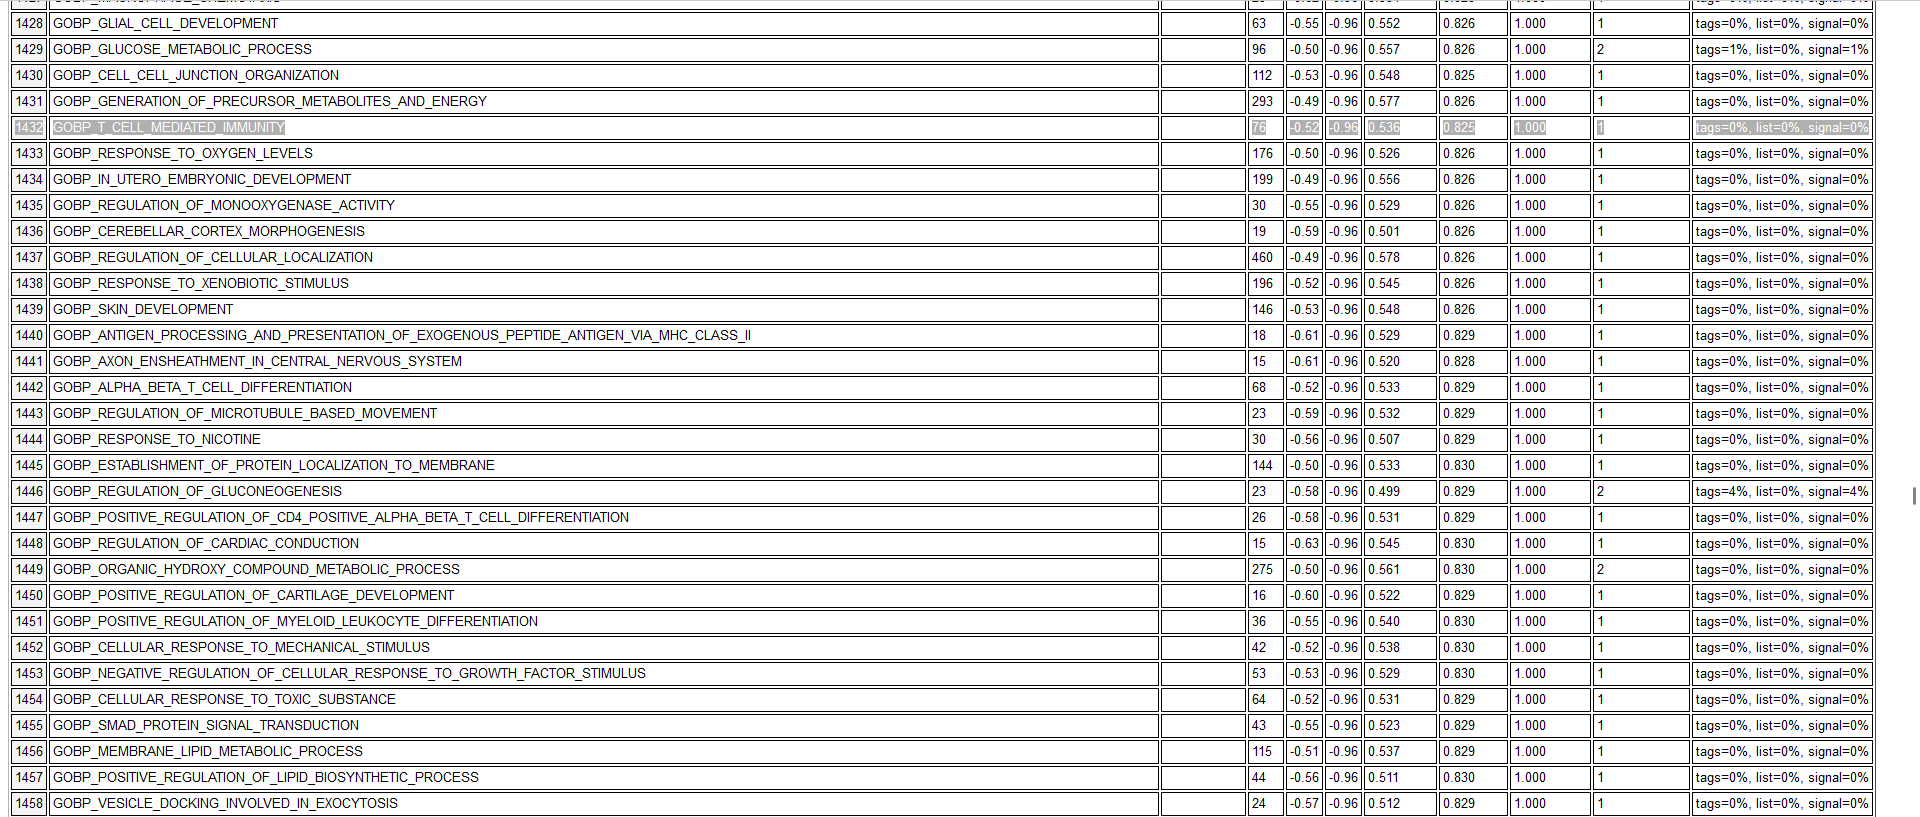 1428 GOBP_GLIAL_CELL_DEVELOPMENT 63 -0.55 -0.96 0.552 0.826 1.000 1 tags=0%, list=0%, signal=0%
1429 GOBP_GLUCOSE_METABOLIC_PROCESS 96 -0.50 -0.96 0.557 0.826 1.000 2 tags=1%, list=0%, signal=1%
1430 GOBP_CELL_CELL_JUNCTION_ORGANIZATION 112 -0.53 -0.96 0.548 0.825 1.000 1 tags=0%, list=0%, signal=0%
1431 GOBP_GENERATION_OF_PRECURSOR_METABOLITES_AND_ENERGY 293 -0.49 -0.96 0.577 0.826 1.000 1 tags=0%, list=0%, signal=0%
1432 GOBP_T_CELL_MEDIATED_IMMUNITY 76 -0.52 -0.96 0.536 0.825 1.000 1 tags=0%, list=0%, signal=0%
1433 GOBP_RESPONSE_TO_OXYGEN_LEVELS 176 -0.50 -0.96 0.526 0.826 1.000 1 tags=0%, list=0%, signal=0%
1434 GOBP_IN_UTERO_EMBRYONIC_DEVELOPMENT 199 -0.49 -0.96 0.556 0.826 1.000 1 tags=0%, list=0%, signal=0%
1435 GOBP_REGULATION_OF_MONOOXYGENASE_ACTIVITY 30 -0.55 -0.96 0.529 0.826 1.000 1 tags=0%, list=0%, signal=0%
1436 GOBP_CEREBELLAR_CORTEX_MORPHOGENESIS 19 -0.59 -0.96 0.501 0.826 1.000 1 tags=0%, list=0%, signal=0%
1437 GOBP_REGULATION_OF_CELLULAR_LOCALIZATION 460 -0.49 -0.96 0.578 0.826 1.000 1 tags=0%, list=0%, signal=0%
1438 GOBP_RESPONSE_TO_XENOBIOTIC_STIMULUS 196 -0.52 -0.96 0.545 0.826 1.000 1 tags=0%, list=0%, signal=0%
1439 GOBP_SKIN_DEVELOPMENT 146 -0.53 -0.96 0.548 0.826 1.000 1 tags=0%, list=0%, signal=0%
1440 GOBP_ANTIGEN_PROCESSING_AND_PRESENTATION_OF_EXOGENOUS_PEPTIDE_ANTIGEN_VIA_MHC_CLASS_II 18 -0.61 -0.96 0.529 0.829 1.000 1 tags=0%, list=0%, signal=0%
1441 GOBP_AXON_ENSHEATHMENT_IN_CENTRAL_NERVOUS_SYSTEM 15 -0.61 -0.96 0.520 0.828 1.000 1 tags=0%, list=0%, signal=0%
1442 GOBP_ALPHA_BETA_T_CELL_DIFFERENTIATION 68 -0.52 -0.96 0.533 0.829 1.000 1 tags=0%, list=0%, signal=0%
1443 GOBP_REGULATION_OF_MICROTUBULE_BASED_MOVEMENT 23 -0.59 -0.96 0.532 0.829 1.000 1 tags=0%, list=0%, signal=0%
1444 GOBP_RESPONSE_TO_NICOTINE 30 -0.56 -0.96 0.507 0.829 1.000 1 tags=0%, list=0%, signal=0%
1445 GOBP_ESTABLISHMENT_OF_PROTEIN_LOCALIZATION_TO_MEMBRANE 144 -0.50 -0.96 0.533 0.830 1.000 1 tags=0%, list=0%, signal=0%
1446 GOBP_REGULATION_OF_GLUCONEOGENESIS 23 -0.58 -0.96 0.499 0.829 1.000 2 tags=4%, list=0%, signal=4%
1447 GOBP_POSITIVE_REGULATION_OF_CD4_POSITIVE_ALPHA_BETA_T_CELL_DIFFERENTIATION 26 -0.58 -0.96 0.531 0.829 1.000 1 tags=0%, list=0%, signal=0%
1448 GOBP_REGULATION_OF_CARDIAC_CONDUCTION 15 -0.63 -0.96 0.545 0.830 1.000 1 tags=0%, list=0%, signal=0%
1449 GOBP_ORGANIC_HYDROXY_COMPOUND_METABOLIC_PROCESS 275 -0.50 -0.96 0.561 0.830 1.000 2 tags=0%, list=0%, signal=0%
1450 GOBP_POSITIVE_REGULATION_OF_CARTILAGE_DEVELOPMENT 16 -0.60 -0.96 0.522 0.829 1.000 1 tags=0%, list=0%, signal=0%
1451 GOBP_POSITIVE_REGULATION_OF_MYELOID_LEUKOCYTE_DIFFERENTIATION 36 -0.55 -0.96 0.540 0.830 1.000 1 tags=0%, list=0%, signal=0%
1452 GOBP_CELLULAR_RESPONSE_TO_MECHANICAL_STIMULUS 42 -0.52 -0.96 0.538 0.830 1.000 1 tags=0%, list=0%, signal=0%
1453 GOBP_NEGATIVE_REGULATION_OF_CELLULAR_RESPONSE_TO_GROWTH_FACTOR_STIMULUS 53 -0.53 -0.96 0.529 0.830 1.000 1 tags=0%, list=0%, signal=0%
1454 GOBP_CELLULAR_RESPONSE_TO_TOXIC_SUBSTANCE 64 -0.52 -0.96 0.531 0.829 1.000 1 tags=0%, list=0%, signal=0%
1455 GOBP_SMAD_PROTEIN_SIGNAL_TRANSDUCTION 43 -0.55 -0.96 0.523 0.829 1.000 1 tags=0%, list=0%, signal=0%
1456 GOBP_MEMBRANE_LIPID_METABOLIC_PROCESS 115 -0.51 -0.96 0.537 0.829 1.000 1 tags=0%, list=0%, signal=0%
1457 GOBP_POSITIVE_REGULATION_OF_LIPID_BIOSYNTHETIC_PROCESS 44 -0.56 -0.96 0.511 0.830 1.000 1 tags=0%, list=0%, signal=0%
1458 GOBP_VESICLE_DOCKING_INVOLVED_IN_EXOCYTOSIS 24 -0.57 -0.96 0.512 0.829 1.000 1 tags=0%, list=0%, signal=0%